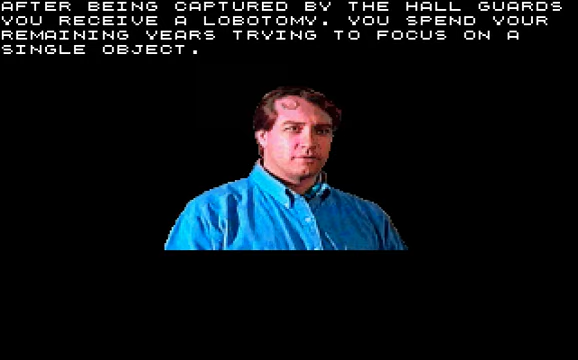 AFTER BEING CAPTURED BY THE HALL GUARDS
YOU RECEIVE A LOBOTOMY. YOU SPEND YOUR
REMAINING YEARS TRYING TO FOCUS ON A
SINGLE OBJECT.